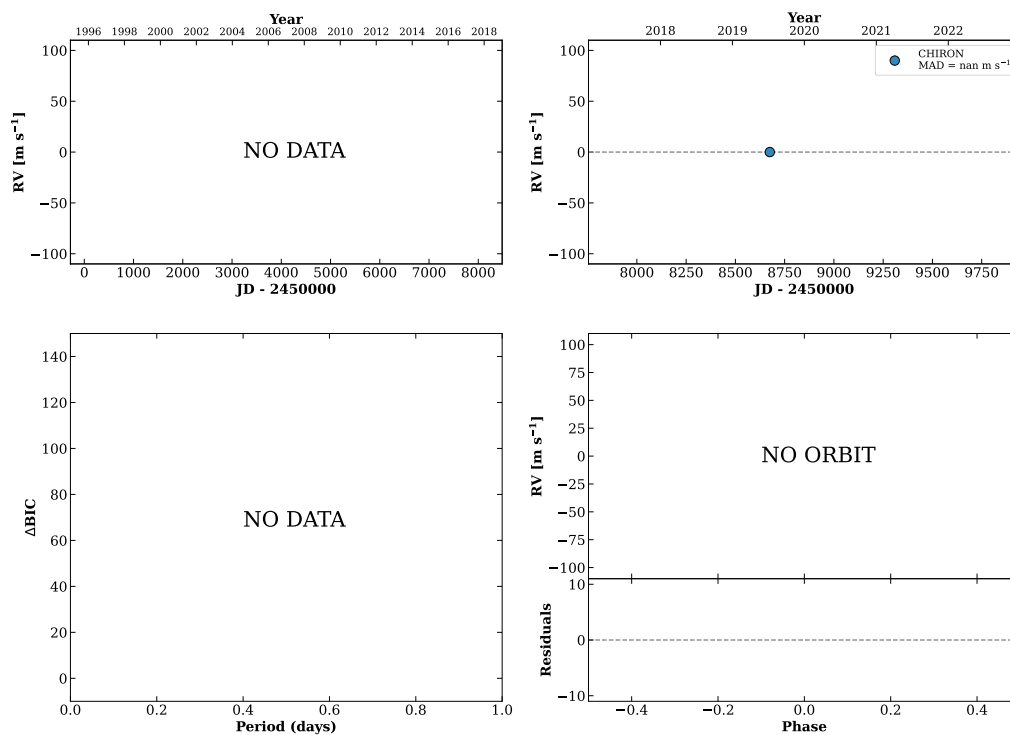 Year
1996 1998 2000 2002 2004 2006 2008 2010 2012 2014 2016 2018
100
50
0
−50
−100
RV [m s⁻¹]
NO DATA
0 1000 2000 3000 4000 5000 6000 7000 8000
JD - 2450000
Year
2018 2019 2020 2021 2022
CHIRON
MAD = nan m s⁻¹
100
50
0
−50
−100
RV [m s⁻¹]
8000 8250 8500 8750 9000 9250 9500 9750
JD - 2450000
140
120
100
80
60
40
20
0
ΔBIC
NO DATA
0.0 0.2 0.4 0.6 0.8 1.0
Period (days)
100
75
50
25
0
−25
−50
−75
−100
RV [m s⁻¹]
NO ORBIT
10
0
−10
Residuals
−0.4 −0.2 0.0 0.2 0.4
Phase